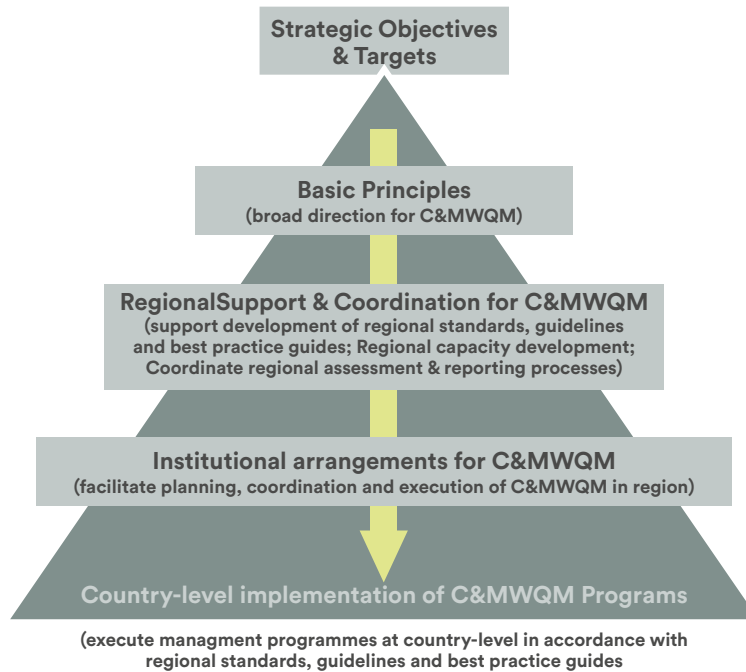 Strategic Objectives
& Targets
Basic Principles
(broad direction for C&MWQM)
RegionalSupport & Coordination for C&MWQM
(support development of regional standards, guidelines
and best practice guides; Regional capacity development;
Coordinate regional assessment & reporting processes)
Institutional arrangements for C&MWQM
(facilitate planning, coordination and execution of C&MWQM in region)
Country-level implementation of C&MWQM Programs
(execute managment programmes at country-level in accordance with
regional standards, guidelines and best practice guides